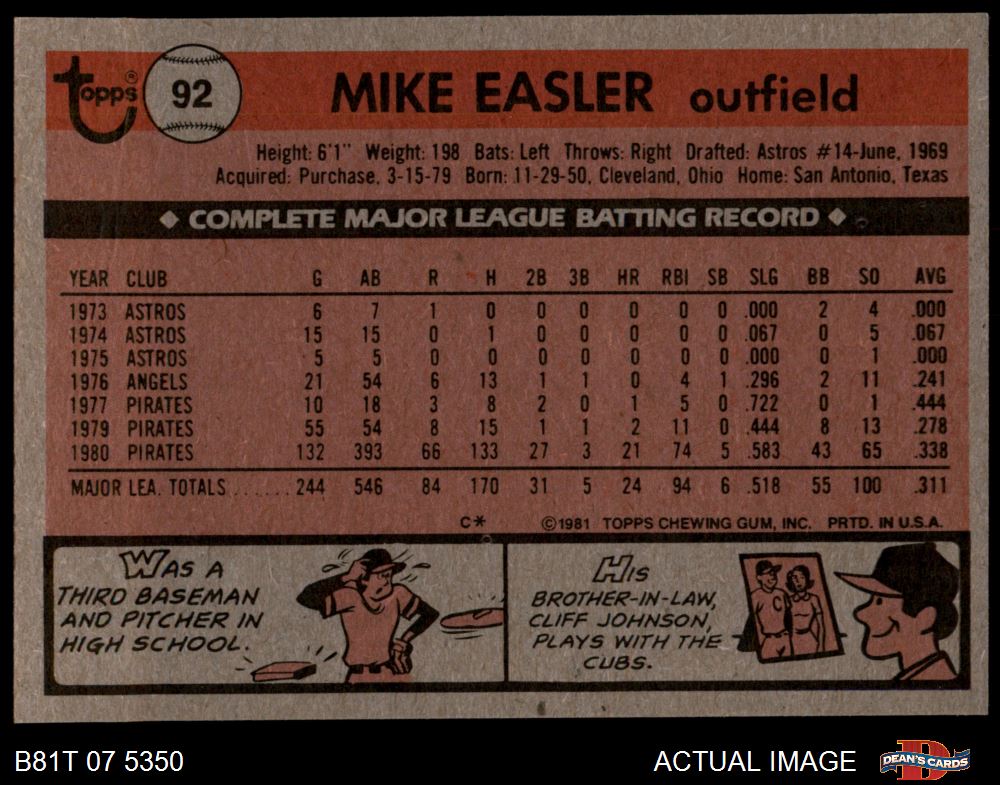 topps® 92 MIKE EASLER outfield
Height: 6'1" Weight: 198 Bats: Left Throws: Right Drafted: Astros #14-June, 1969
Acquired: Purchase, 3-15-79 Born: 11-29-50, Cleveland, Ohio Home: San Antonio, Texas
◆ COMPLETE MAJOR LEAGUE BATTING RECORD ◆
YEAR CLUB G AB R H 2B 3B HR RBI SB SLG BB SO AVG
1973 ASTROS 6 7 1 0 0 0 0 0 0 .000 2 4 .000
1974 ASTROS 15 15 0 1 0 0 0 0 0 .067 0 5 .067
1975 ASTROS 5 5 0 0 0 0 0 0 0 .000 0 1 .000
1976 ANGELS 21 54 6 13 1 1 0 4 1 .296 2 11 .241
1977 PIRATES 10 18 3 8 2 0 1 5 0 .722 0 1 .444
1979 PIRATES 55 54 8 15 1 1 2 11 0 .444 8 13 .278
1980 PIRATES 132 393 66 133 27 3 21 74 5 .583 43 65 .338
MAJOR LEA. TOTALS ...... 244 546 84 170 31 5 24 94 6 .518 55 100 .311
C* ©1981 TOPPS CHEWING GUM, INC. PRTD. IN U.S.A.
WAS A
THIRD BASEMAN
AND PITCHER IN
HIGH SCHOOL.
HIS
BROTHER-IN-LAW,
CLIFF JOHNSON,
PLAYS WITH THE
CUBS.
C
B81T 07 5350 ACTUAL IMAGE D DEAN'S CARDS